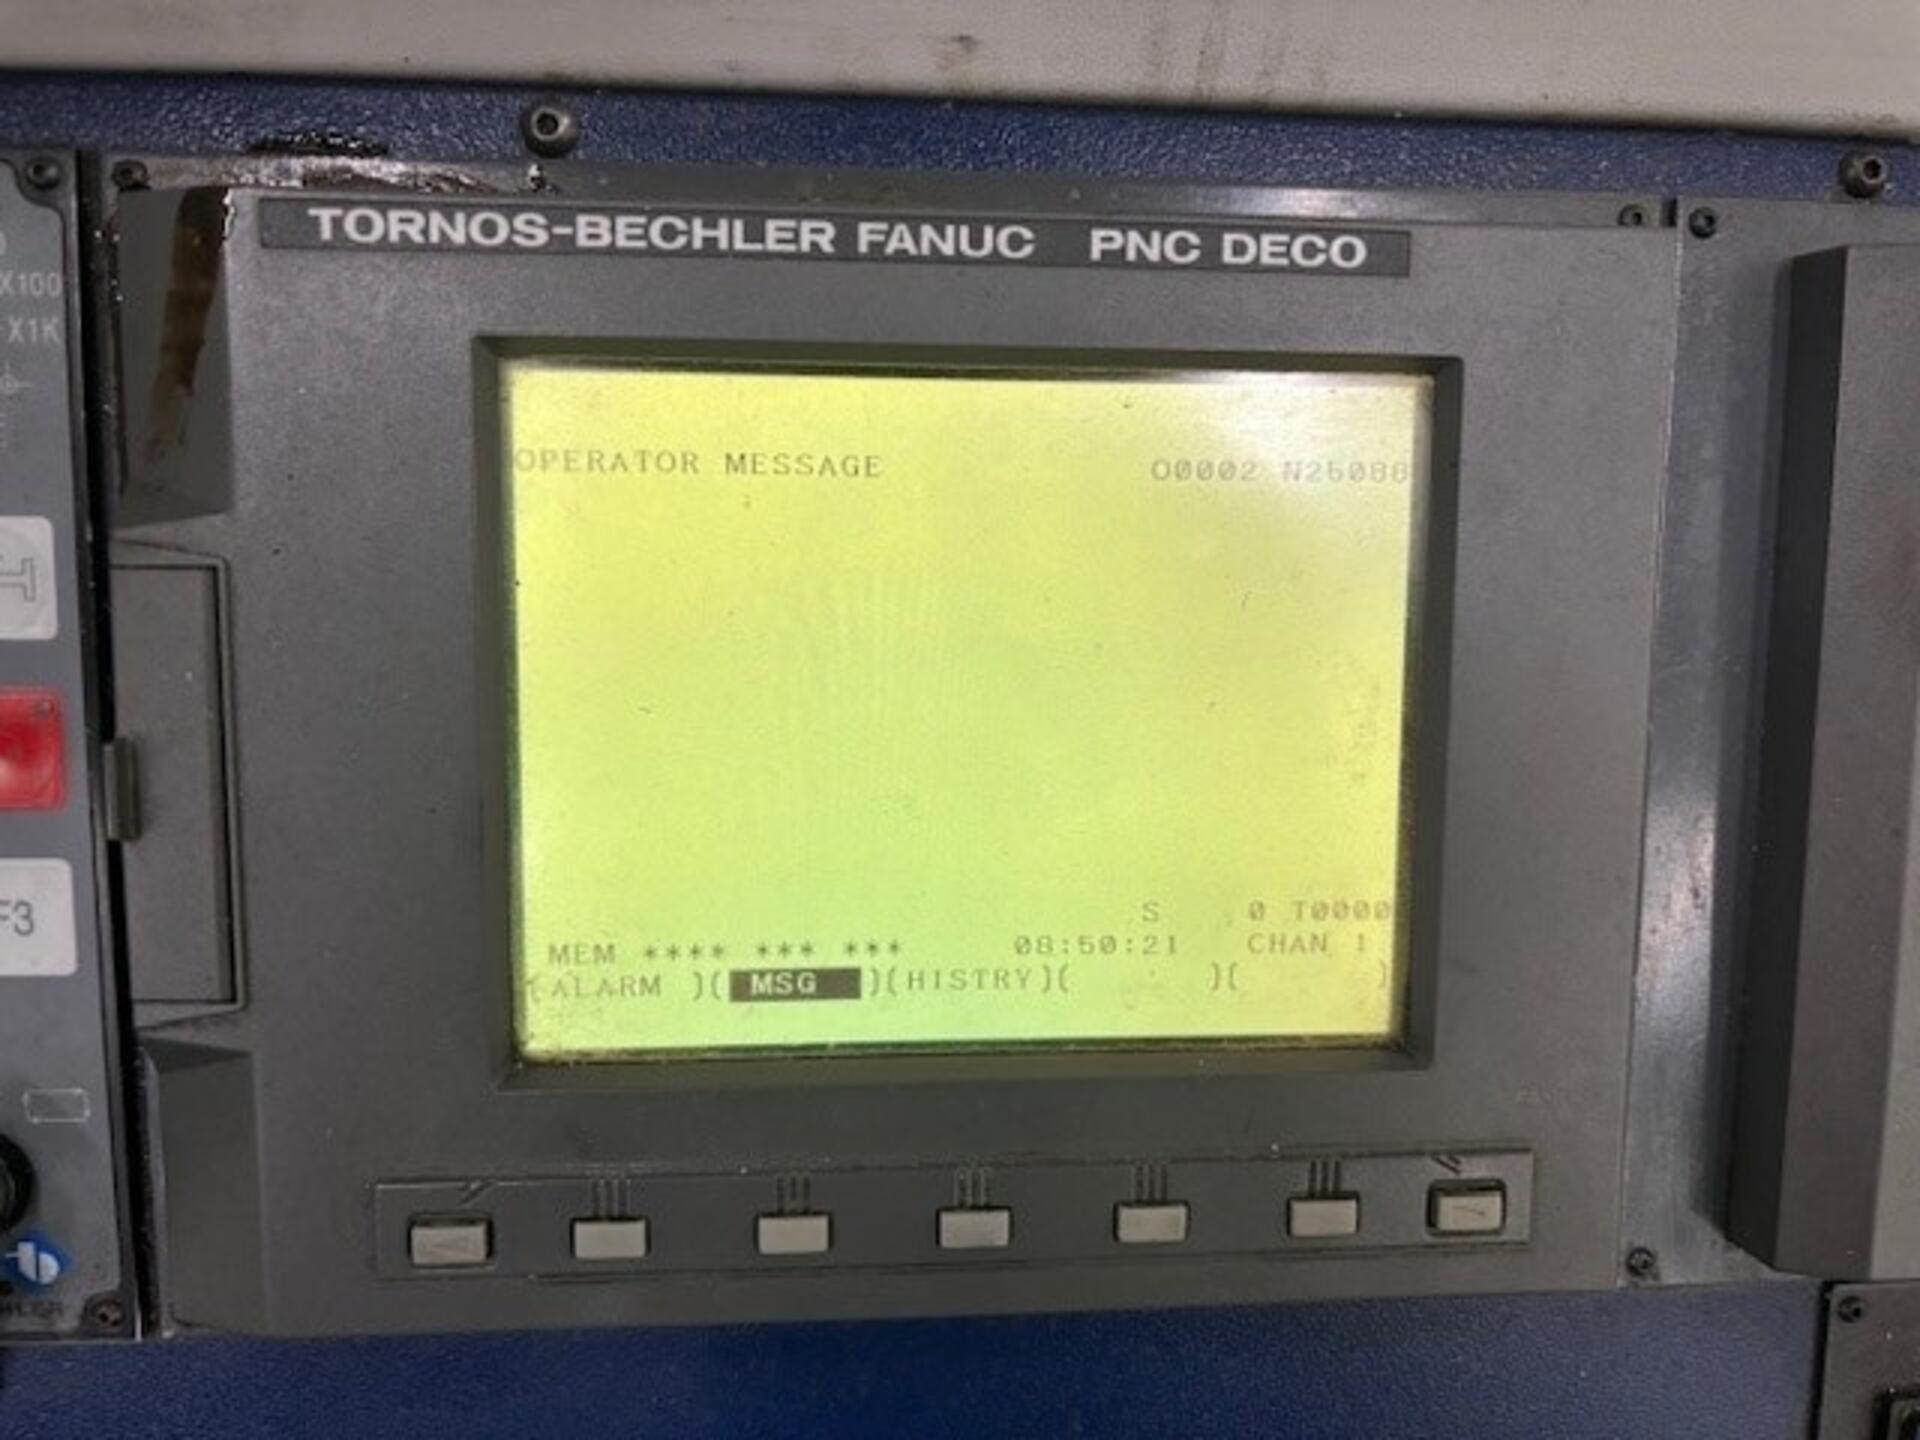 TORNOS-BECHLER FANUC PNC DECO
X100
X1K
OPERATOR MESSAGE O0002 N25088
S 0 T0000
MEM **** *** *** 08:50:21 CHAN 1
(ALARM )( MSG )(HISTRY)( )( )
F3